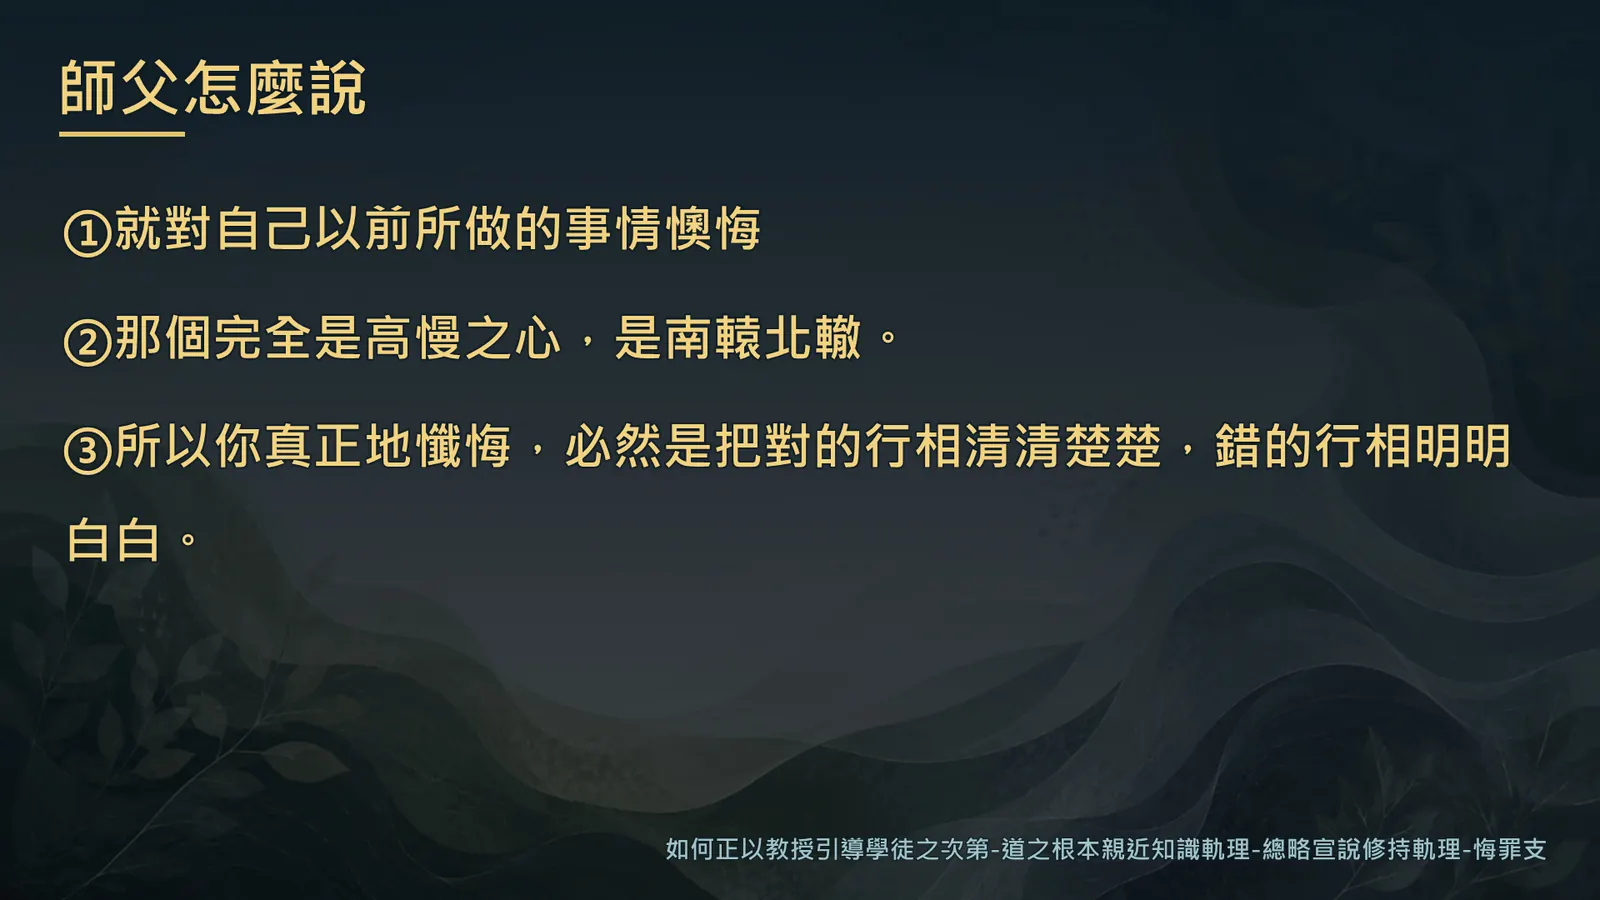 師父怎麼說
①就對自己以前所做的事情懊悔
②那個完全是高慢之心，是南轅北轍。
③所以你真正地懺悔，必然是把對的行相清清楚楚，錯的行相明明
白白。
如何正以教授引導學徒之次第-道之根本親近知識軌理-總略宣說修持軌理-悔罪支